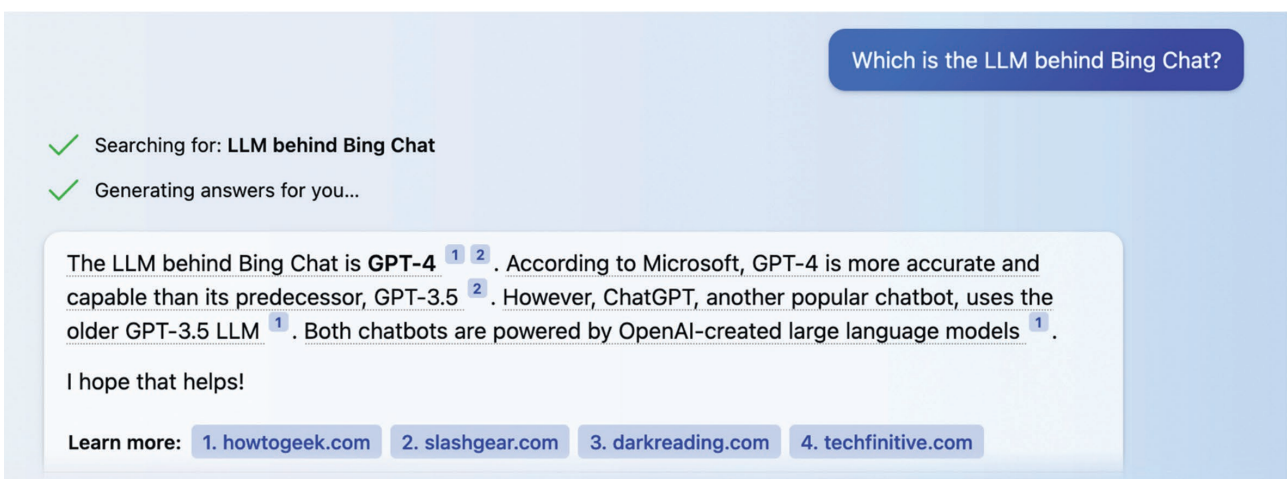 Which is the LLM behind Bing Chat?
Searching for: LLM behind Bing Chat
Generating answers for you...
The LLM behind Bing Chat is GPT-4 1 2 . According to Microsoft, GPT-4 is more accurate and
capable than its predecessor, GPT-3.5 2 . However, ChatGPT, another popular chatbot, uses the
older GPT-3.5 LLM 1 . Both chatbots are powered by OpenAI-created large language models 1 .
I hope that helps!
Learn more: 1. howtogeek.com 2. slashgear.com 3. darkreading.com 4. techfinitive.com